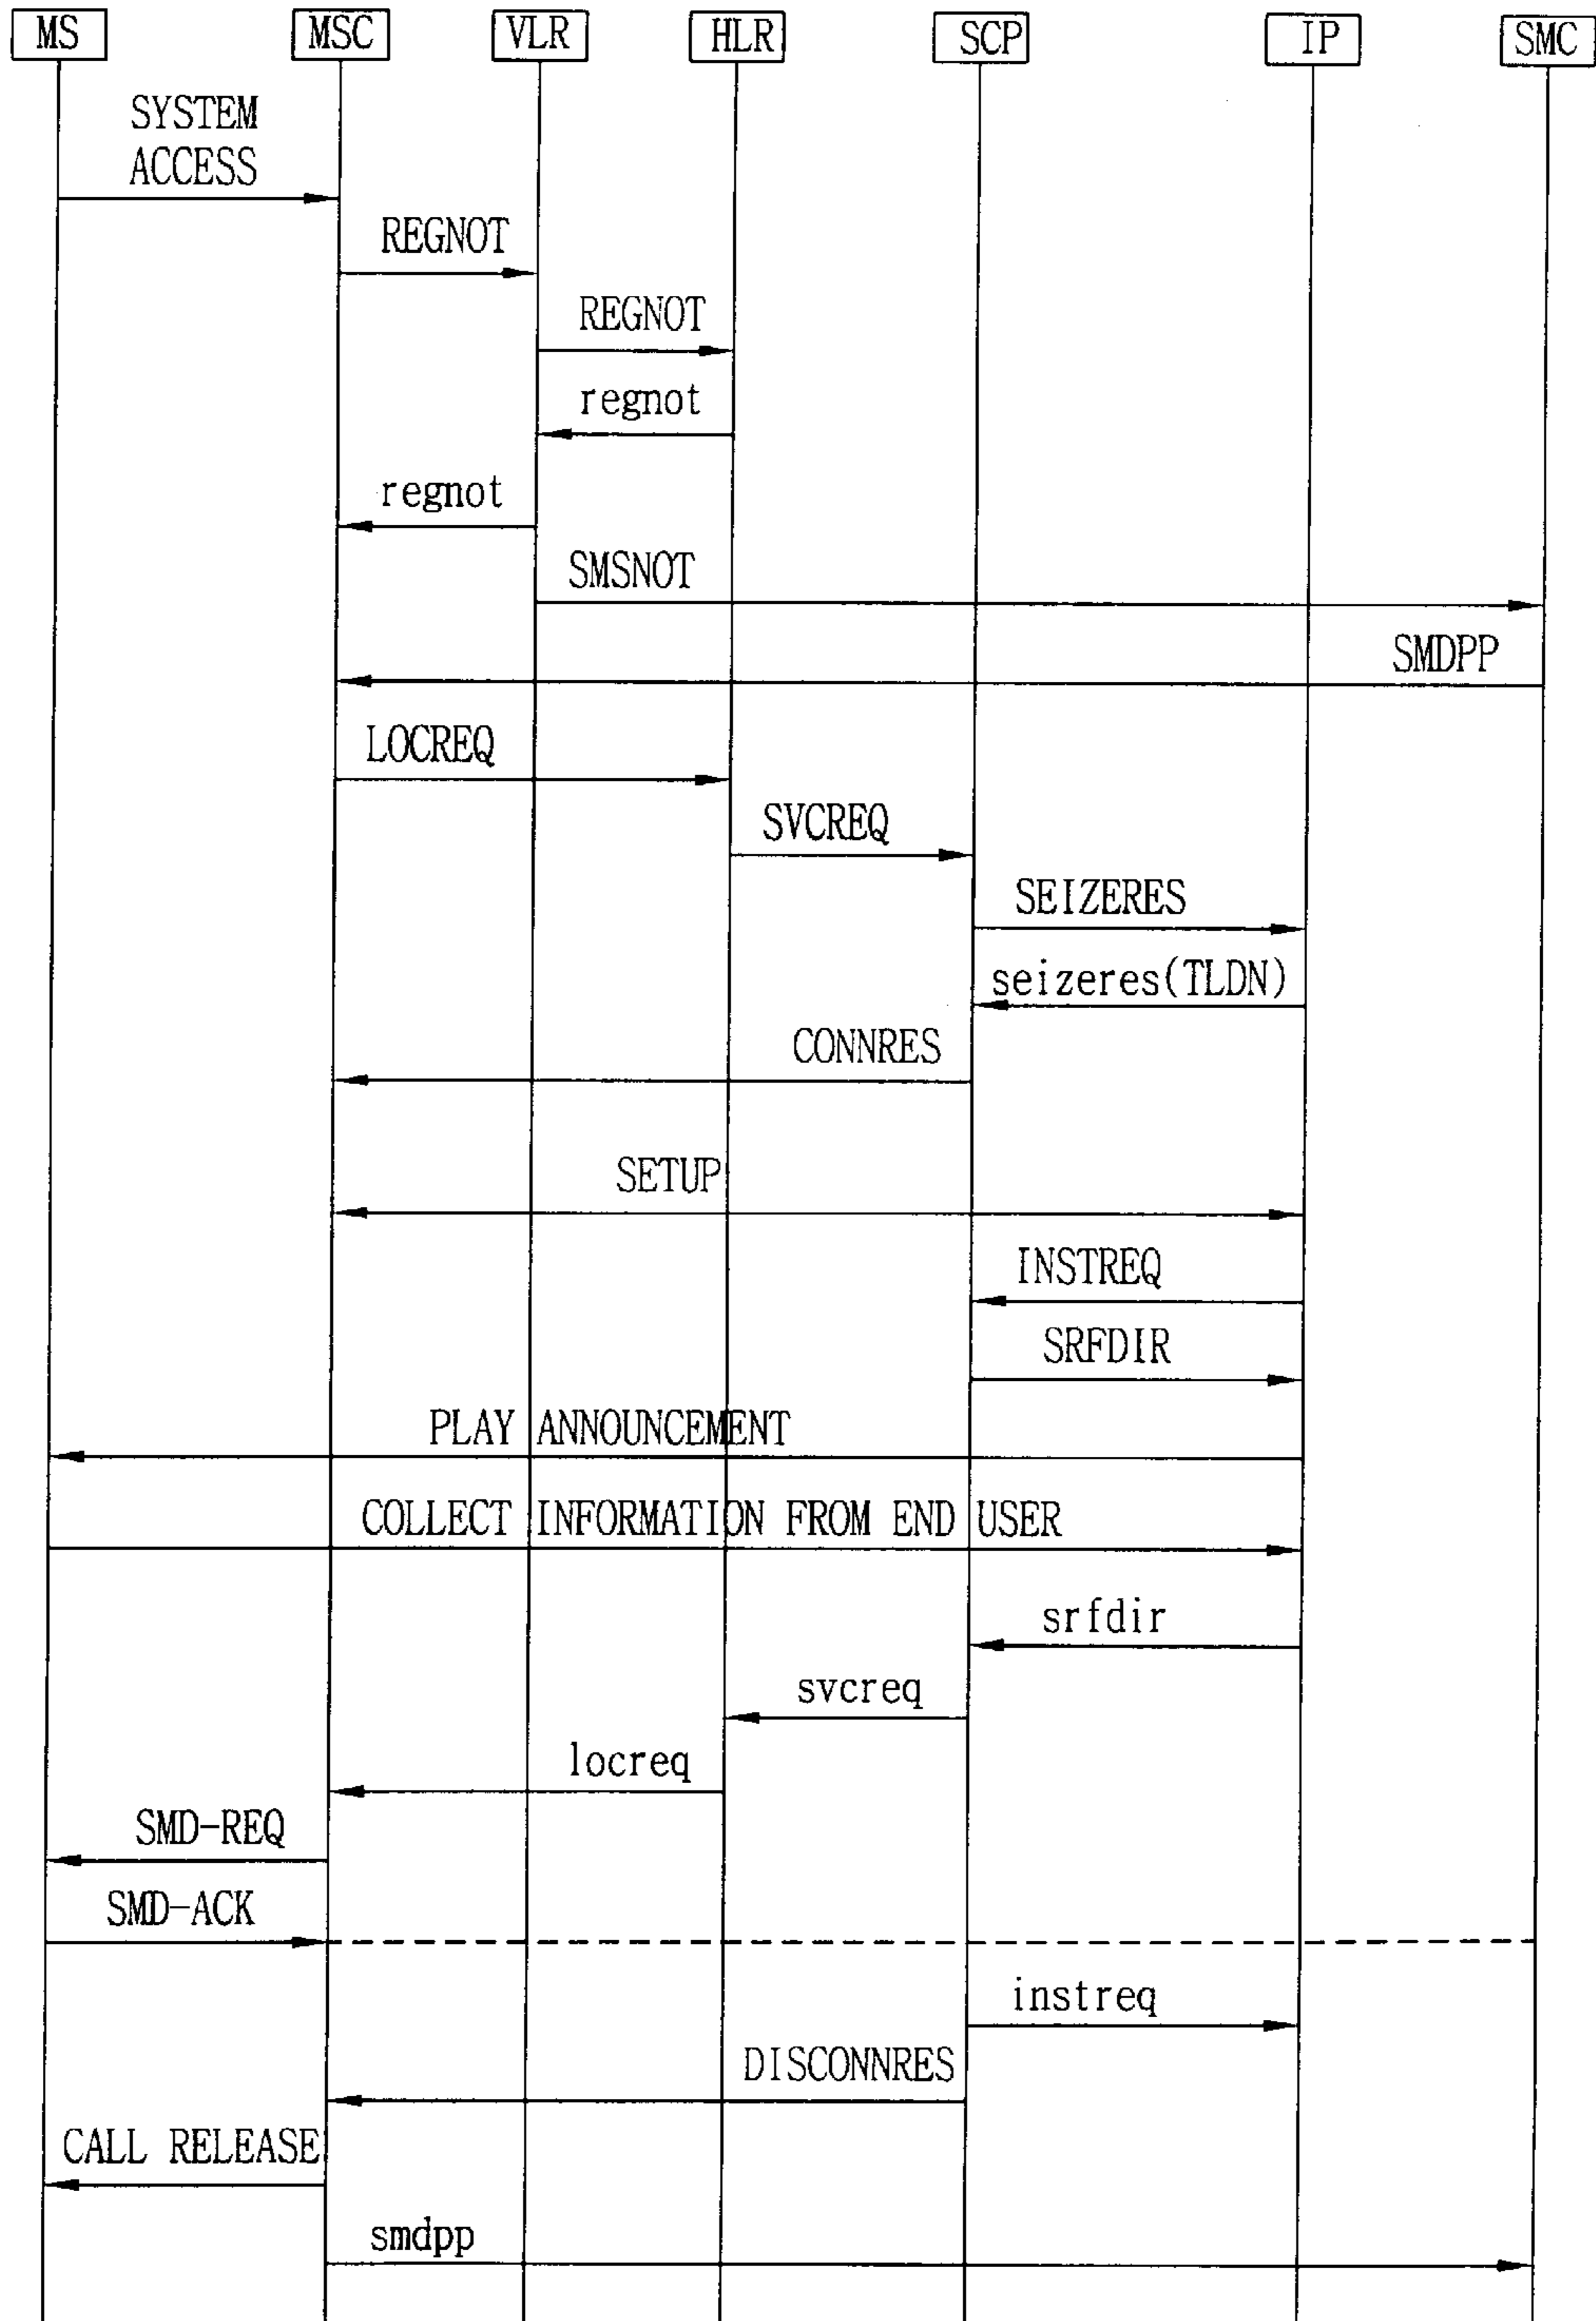 MS MSC VLR HLR SCP IP SMC
SYSTEM
ACCESS
REGNOT
REGNOT
regnot
regnot
SMSNOT
SMDPP
LOCREQ
SVCREQ
SEIZERES
seizeres(TLDN)
CONNRES
SETUP
INSTREQ
SRFDIR
PLAY ANNOUNCEMENT
COLLECT INFORMATION FROM END USER
srfdir
svcreq
locreq
SMD-REQ
SMD-ACK
instreq
DISCONNRES
CALL RELEASE
smdpp